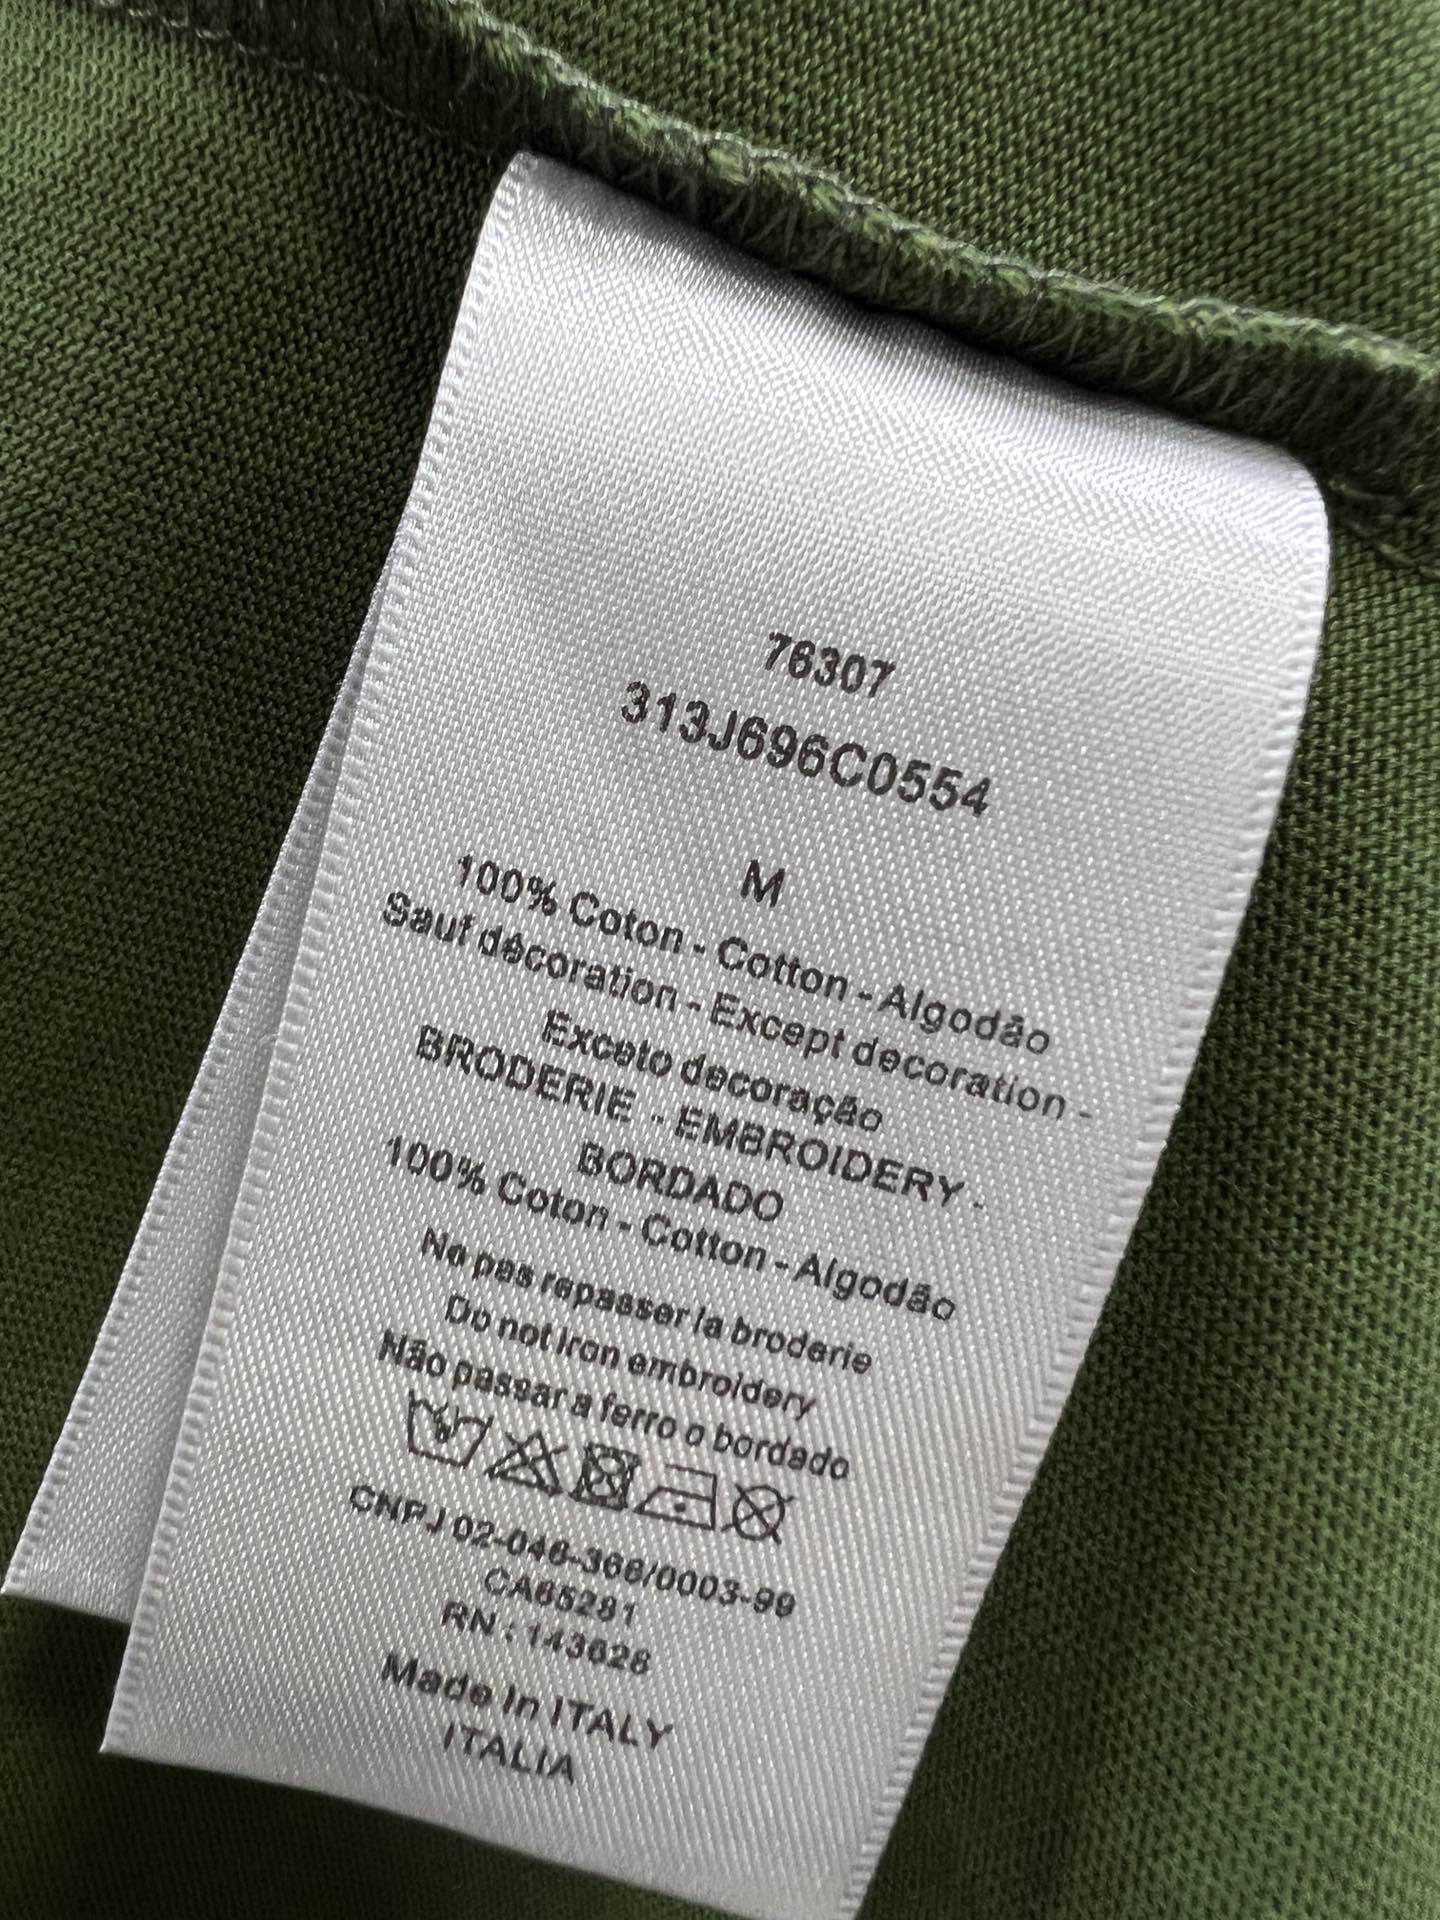 76307
313J696C0554
M
100% Coton - Cotton - Algodão
Sauf décoration - Except decoration -
Exceto decoração
BRODERIE - EMBROIDERY -
BORDADO
100% Coton - Cotton - Algodão
Ne pas repasser la broderie
Do not iron embroidery
Não passar a ferro o bordado
CNPJ 02-046-366/0003-99
CA65281
RN : 143626
Made in ITALY
ITALIA